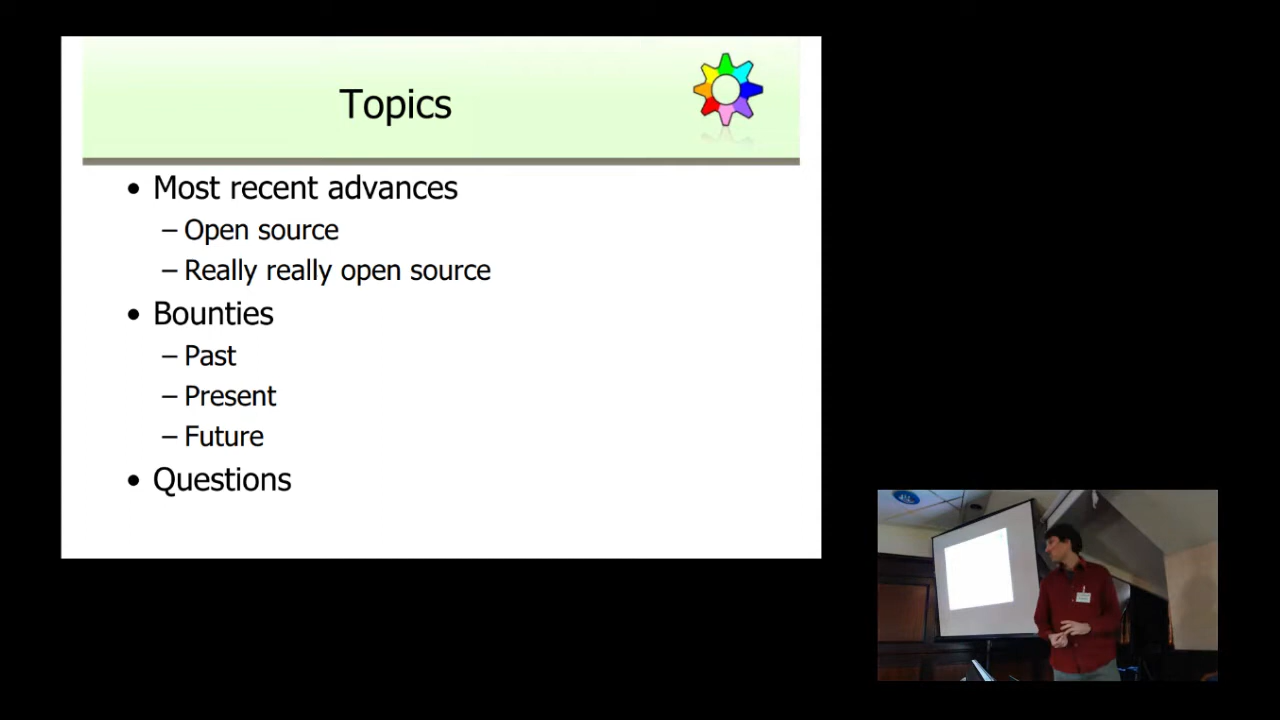 Topics
• Most recent advances
– Open source
– Really really open source
• Bounties
– Past
– Present
– Future
• Questions